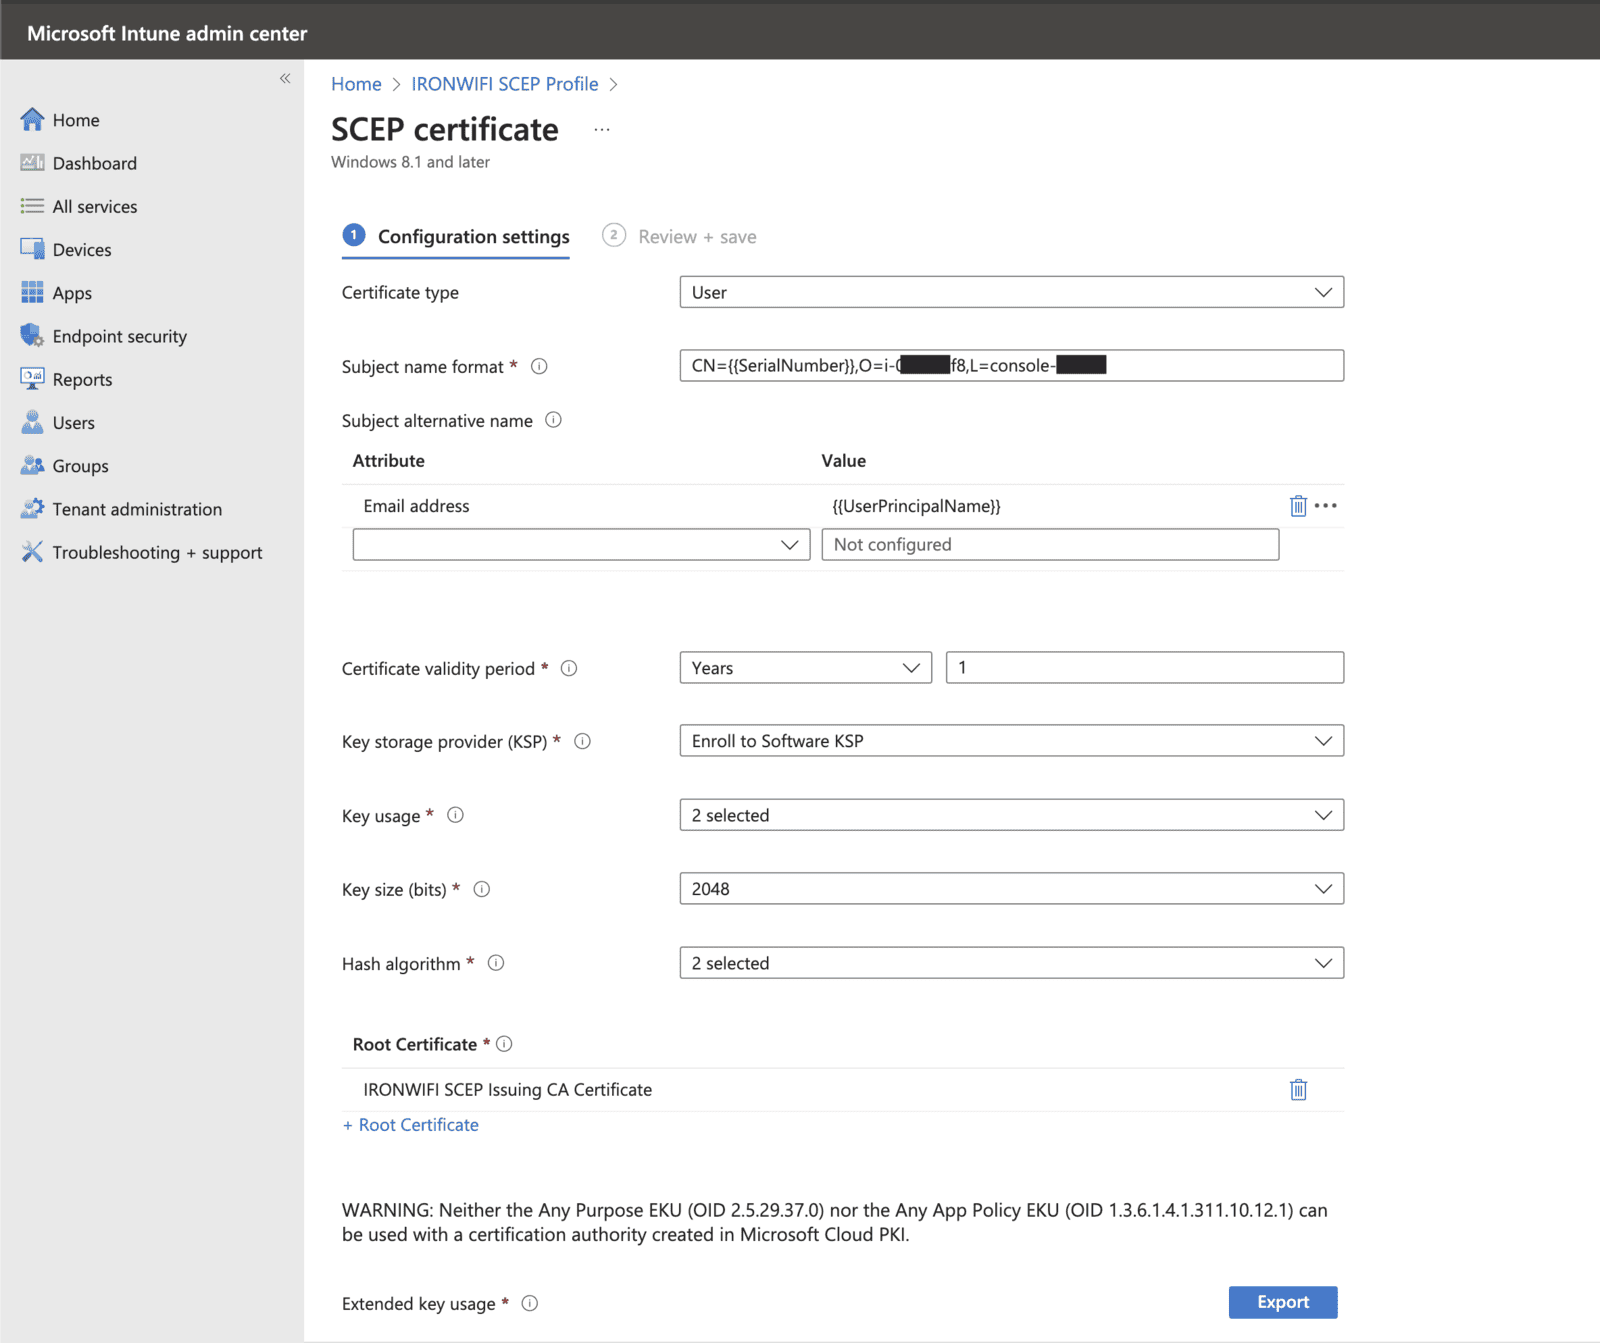 Microsoft Intune admin center
«
Home
Dashboard
All services
Devices
Apps
Endpoint security
Reports
Users
Groups
Tenant administration
Troubleshooting + support
Home > IRONWIFI SCEP Profile >
SCEP certificate ...
Windows 8.1 and later
1 Configuration settings 2 Review + save
Certificate type User
Subject name format * CN={{SerialNumber}},O=i- f8,L=console-
Subject alternative name
Attribute Value
Email address {{UserPrincipalName}}
Not configured
Certificate validity period * Years 1
Key storage provider (KSP) * Enroll to Software KSP
Key usage * 2 selected
Key size (bits) * 2048
Hash algorithm * 2 selected
Root Certificate *
IRONWIFI SCEP Issuing CA Certificate
+ Root Certificate
WARNING: Neither the Any Purpose EKU (OID 2.5.29.37.0) nor the Any App Policy EKU (OID 1.3.6.1.4.1.311.10.12.1) can
be used with a certification authority created in Microsoft Cloud PKI.
Extended key usage * Export